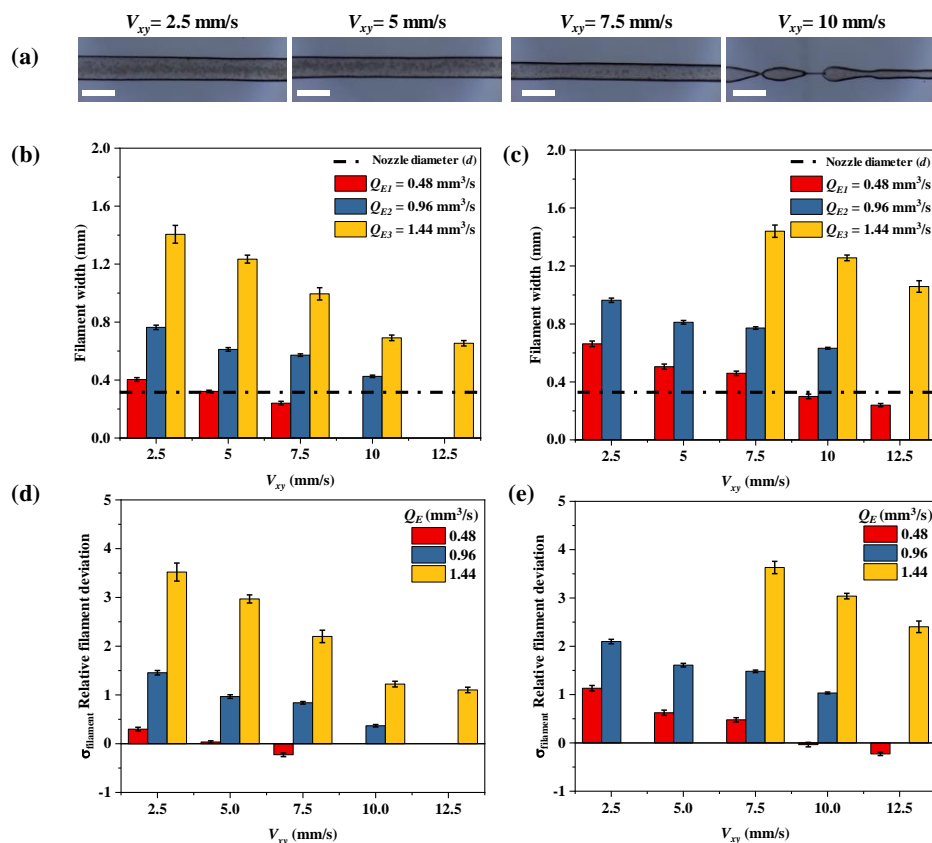 V_xy= 2.5 mm/s
V_xy= 5 mm/s
V_xy= 7.5 mm/s
V_xy= 10 mm/s
(a)
(b)
Filament width (mm)
2.0
1.6
1.2
0.8
0.4
0.0
Nozzle diameter (d)
Q_E1 = 0.48 mm³/s
Q_E2 = 0.96 mm³/s
Q_E3 = 1.44 mm³/s
2.5 5 7.5 10 12.5
V_xy (mm/s)
(c)
Filament width (mm)
2.0
1.6
1.2
0.8
0.4
0.0
Nozzle diameter (d)
Q_E1 = 0.48 mm³/s
Q_E2 = 0.96 mm³/s
Q_E3 = 1.44 mm³/s
2.5 5 7.5 10 12.5
V_xy (mm/s)
(d)
σ_filament Relative filament deviation
5
4
3
2
1
0
-1
Q_E (mm³/s)
0.48
0.96
1.44
2.5 5.0 7.5 10.0 12.5
V_xy (mm/s)
(e)
σ_filament Relative filament deviation
5
4
3
2
1
0
-1
Q_E (mm³/s)
0.48
0.96
1.44
2.5 5.0 7.5 10.0 12.5
V_xy (mm/s)